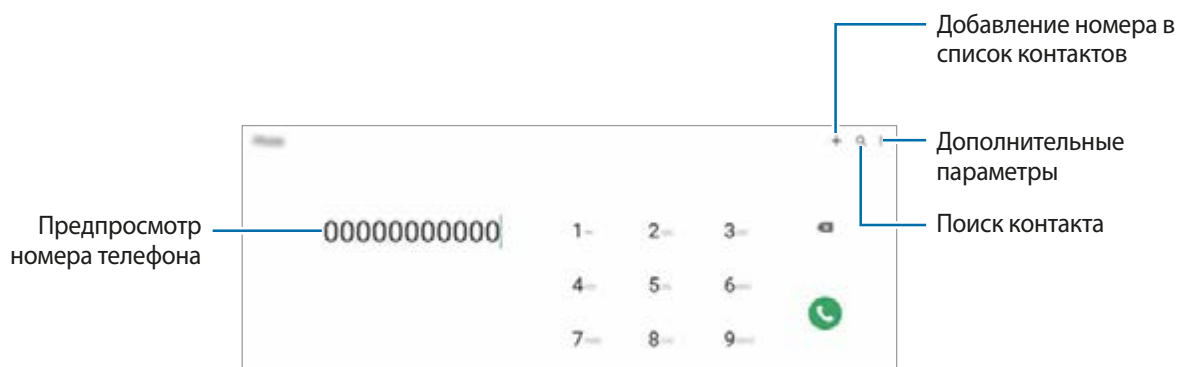 Добавление номера в
список контактов
Дополнительные
параметры
Предпросмотр
номера телефона
00000000000
1 2 3
Поиск контакта
4 5 6
7 8 9